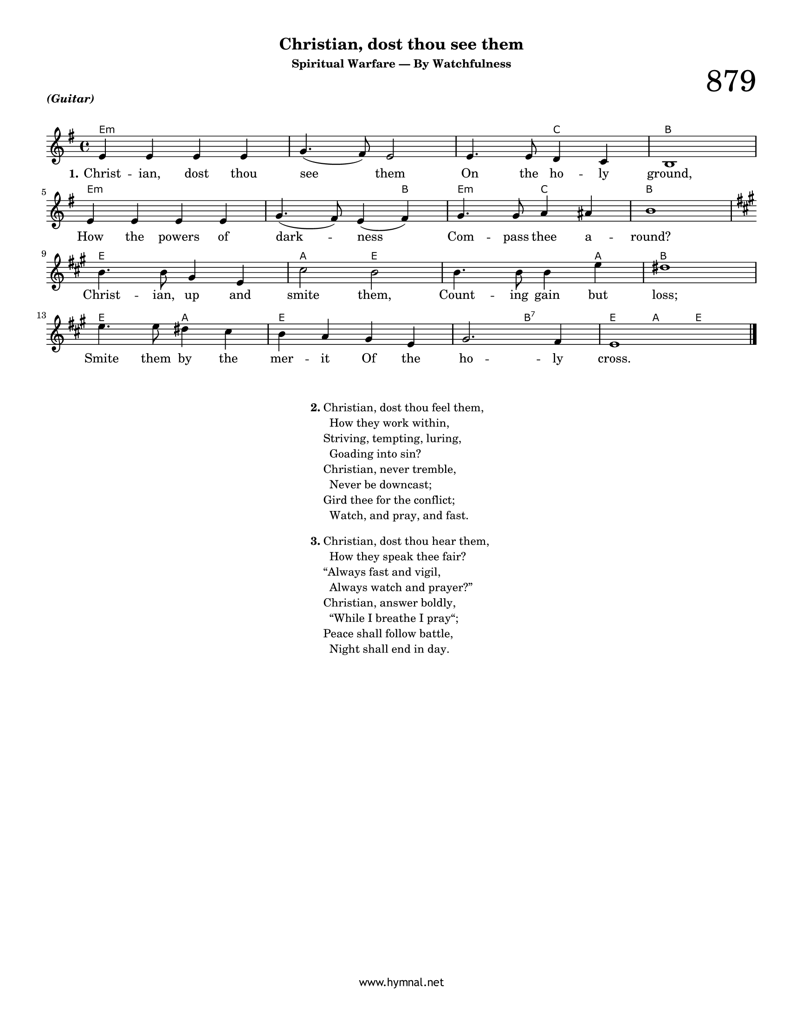 Christian, dost thou see them
Spiritual Warfare — By Watchfulness
879
(Guitar)
Em C B
1. Christ - ian, dost thou see them On the ho - ly ground,
5 Em B Em C B
How the powers of dark - ness Com - pass thee a - round?
9 E A E A B
Christ - ian, up and smite them, Count - ing gain but loss;
13 E A E B7 E A E
Smite them by the mer - it Of the ho - - ly cross.
2. Christian, dost thou feel them,
How they work within,
Striving, tempting, luring,
Goading into sin?
Christian, never tremble,
Never be downcast;
Gird thee for the conflict;
Watch, and pray, and fast.
3. Christian, dost thou hear them,
How they speak thee fair?
“Always fast and vigil,
Always watch and prayer?”
Christian, answer boldly,
“While I breathe I pray“;
Peace shall follow battle,
Night shall end in day.
www.hymnal.net